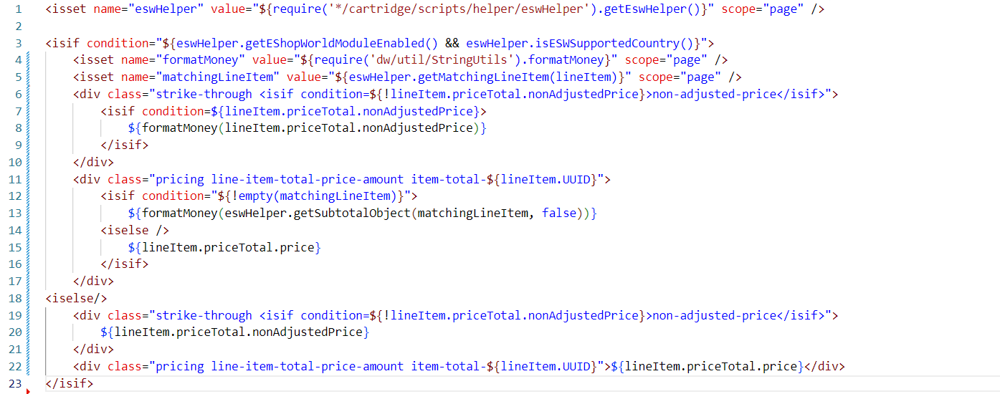 1 <isset name="eswHelper" value="${require('*/cartridge/scripts/helper/eswHelper').getEswHelper()}" scope="page" />
2
3 <isif condition="${eswHelper.getEShopWorldModuleEnabled() && eswHelper.isESWSupportedCountry()}">
4     <isset name="formatMoney" value="${require('dw/util/StringUtils').formatMoney}" scope="page" />
5     <isset name="matchingLineItem" value="${eswHelper.getMatchingLineItem(lineItem)}" scope="page" />
6     <div class="strike-through <isif condition=${!lineItem.priceTotal.nonAdjustedPrice}>non-adjusted-price</isif>">
7         <isif condition=${lineItem.priceTotal.nonAdjustedPrice}>
8             ${formatMoney(lineItem.priceTotal.nonAdjustedPrice)}
9         </isif>
10     </div>
11     <div class="pricing line-item-total-price-amount item-total-${lineItem.UUID}">
12         <isif condition="${!empty(matchingLineItem)}">
13             ${formatMoney(eswHelper.getSubtotalObject(matchingLineItem, false))}
14         <iselse />
15             ${lineItem.priceTotal.price}
16         </isif>
17     </div>
18 <iselse/>
19     <div class="strike-through <isif condition=${!lineItem.priceTotal.nonAdjustedPrice}>non-adjusted-price</isif>">
20         ${lineItem.priceTotal.nonAdjustedPrice}
21     </div>
22     <div class="pricing line-item-total-price-amount item-total-${lineItem.UUID}">${lineItem.priceTotal.price}</div>
23 </isif>